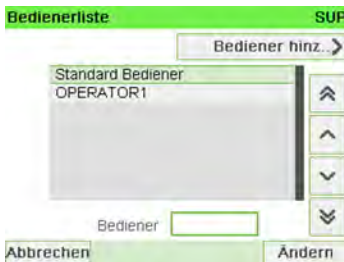 Bedienerliste SUP
Bediener hinz..
Standard Bediener
OPERATOR1
Bediener
Abbrechen Ändern